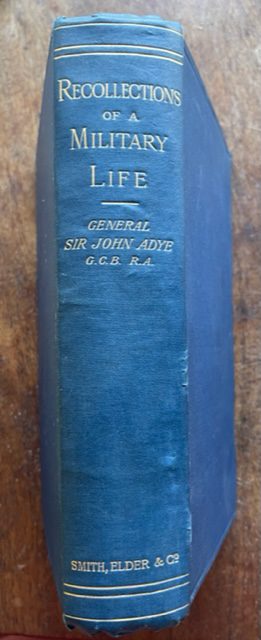 RECOLLECTIONS
OF A
MILITARY
LIFE
GENERAL
SIR JOHN ADYE
G.C.B. R.A.
SMITH, ELDER & Co